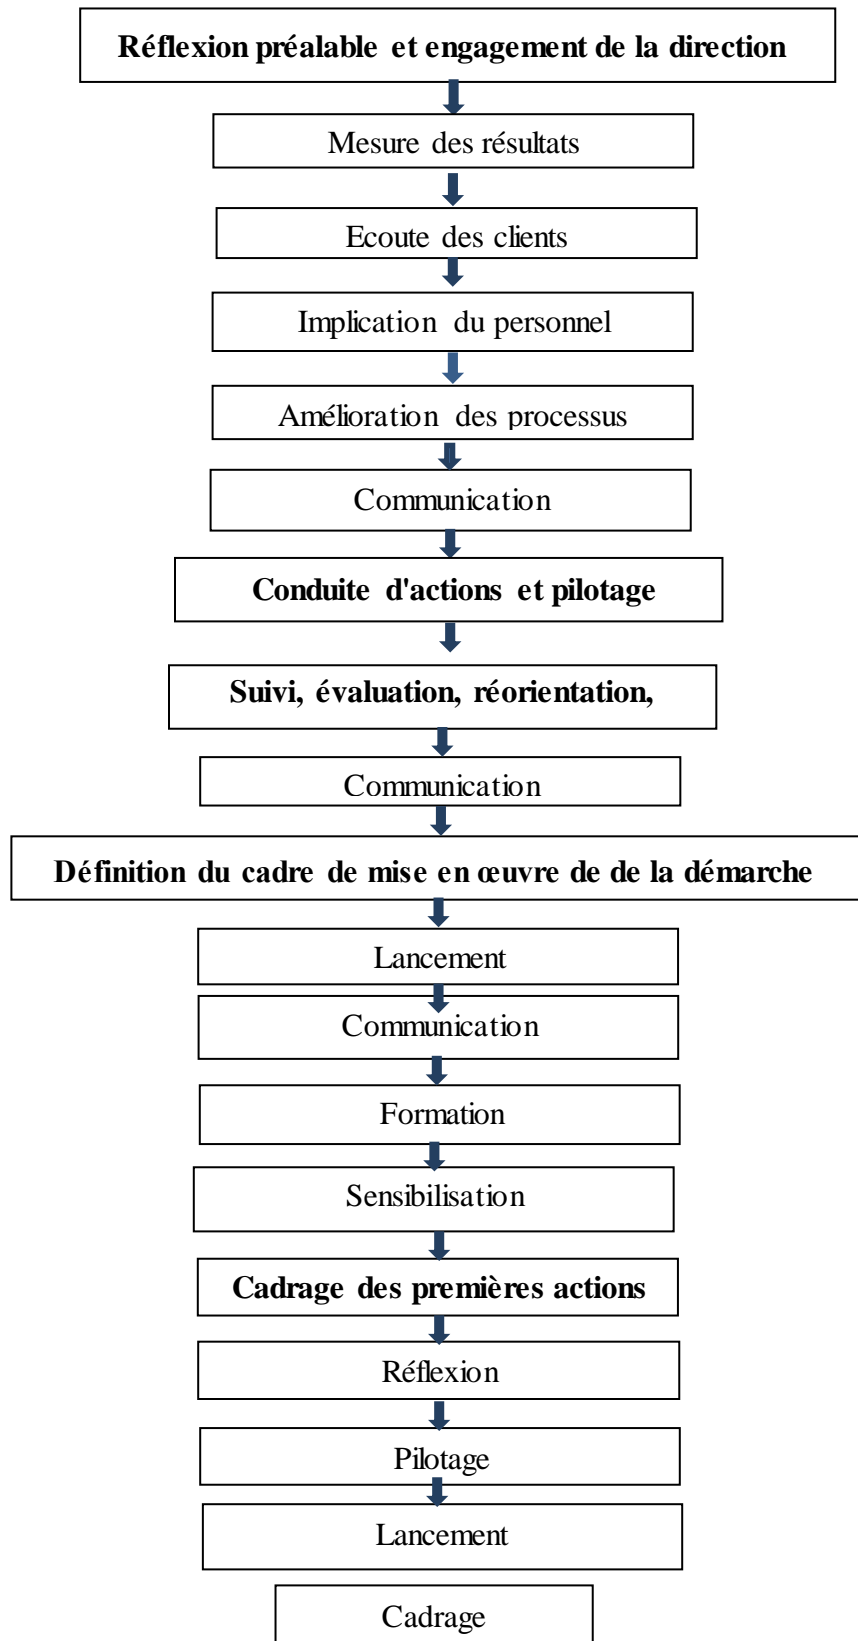 Réflexion préalable et engagement de la direction
Mesure des résultats
Ecoute des clients
Implication du personnel
Amélioration des processus
Communication
Conduite d'actions et pilotage
Suivi, évaluation, réorientation,
Communication
Définition du cadre de mise en œuvre de de la démarche
Lancement
Communication
Formation
Sensibilisation
Cadrage des premières actions
Réflexion
Pilotage
Lancement
Cadrage